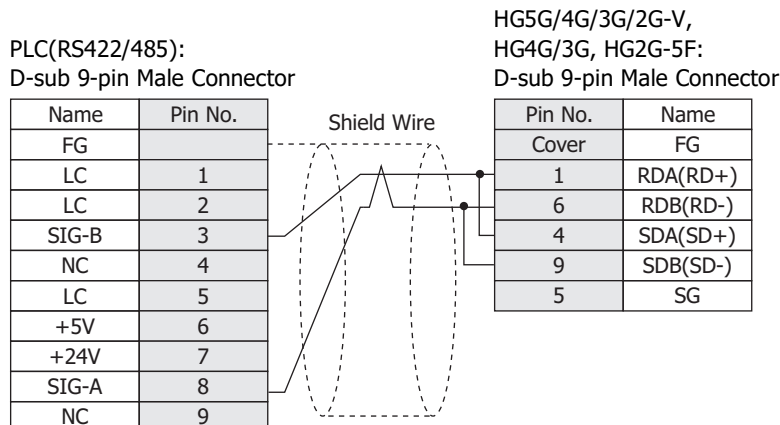 HG5G/4G/3G/2G-V,
PLC(RS422/485): HG4G/3G, HG2G-5F:
D-sub 9-pin Male Connector D-sub 9-pin Male Connector
Name Pin No. Shield Wire Pin No. Name
FG Cover FG
LC 1 1 RDA(RD+)
LC 2 6 RDB(RD-)
SIG-B 3 4 SDA(SD+)
NC 4 9 SDB(SD-)
LC 5 5 SG
+5V 6
+24V 7
SIG-A 8
NC 9